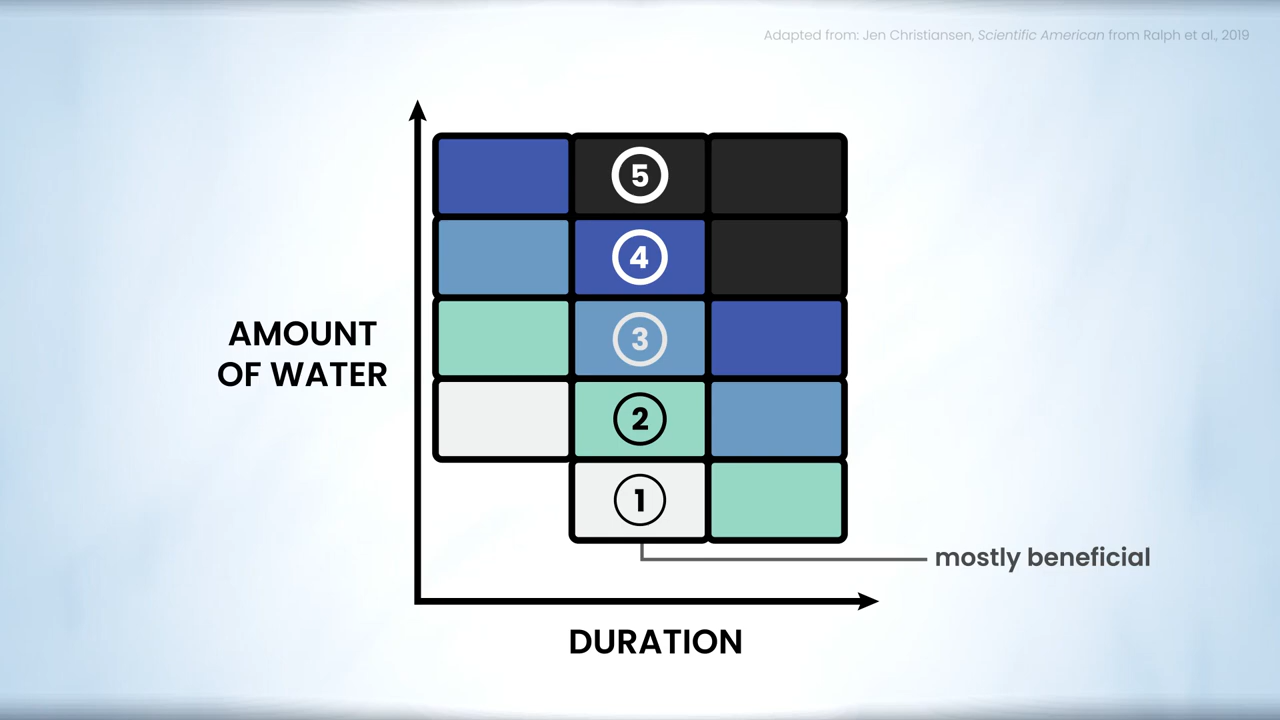 Adapted from: Jen Christiansen, Scientific American from Ralph et al., 2019
5
4
3
2
1
AMOUNT
OF WATER
mostly beneficial
DURATION